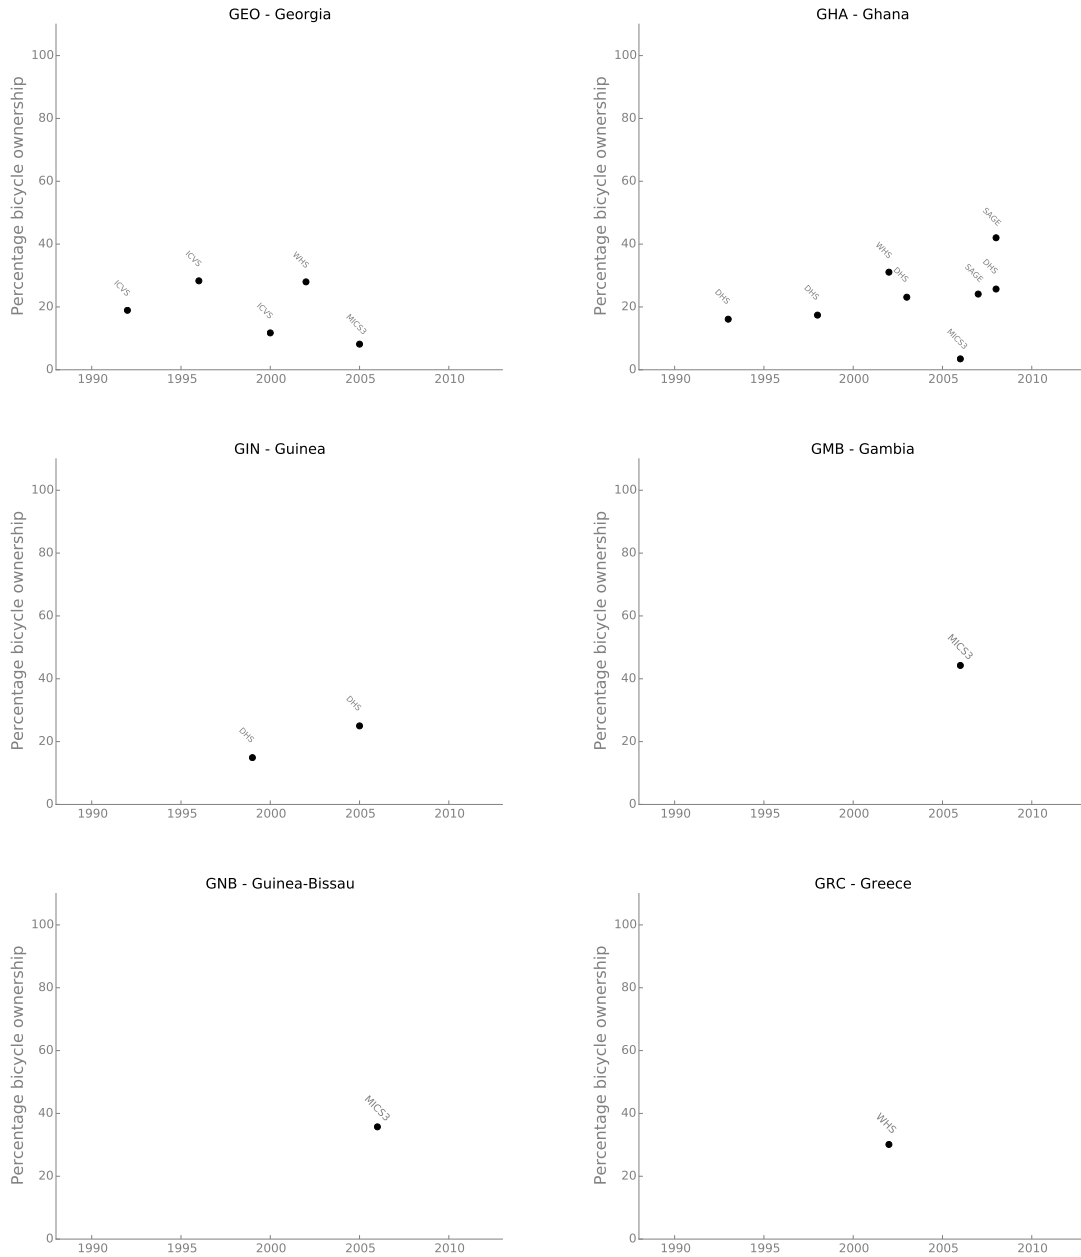 GEO - Georgia
Percentage bicycle ownership
100
80
60
40
20
0
ICVS
ICVS
ICVS
WHS
MICS3
1990 1995 2000 2005 2010
GHA - Ghana
Percentage bicycle ownership
100
80
60
40
20
0
DHS
DHS
WHS
DHS
MICS3
SAGE
SAGE
DHS
1990 1995 2000 2005 2010
GIN - Guinea
Percentage bicycle ownership
100
80
60
40
20
0
DHS
DHS
1990 1995 2000 2005 2010
GMB - Gambia
Percentage bicycle ownership
100
80
60
40
20
0
MICS3
1990 1995 2000 2005 2010
GNB - Guinea-Bissau
Percentage bicycle ownership
100
80
60
40
20
0
MICS3
1990 1995 2000 2005 2010
GRC - Greece
Percentage bicycle ownership
100
80
60
40
20
0
WHS
1990 1995 2000 2005 2010